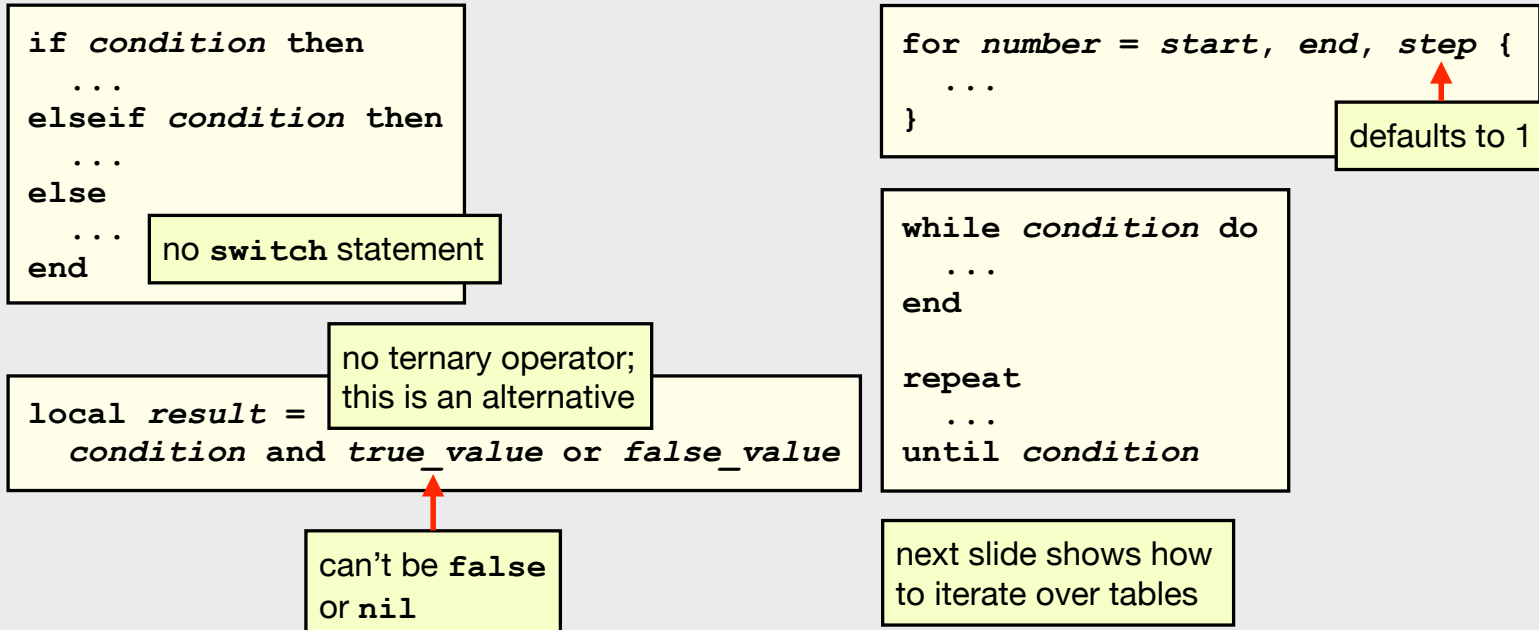 if condition then
  ...
elseif condition then
  ...
else
  ...
end
no switch statement
no ternary operator;
this is an alternative
local result =
  condition and true_value or false_value
can't be false
or nil
for number = start, end, step {
  ...
}
defaults to 1
while condition do
  ...
end
repeat
  ...
until condition
next slide shows how
to iterate over tables